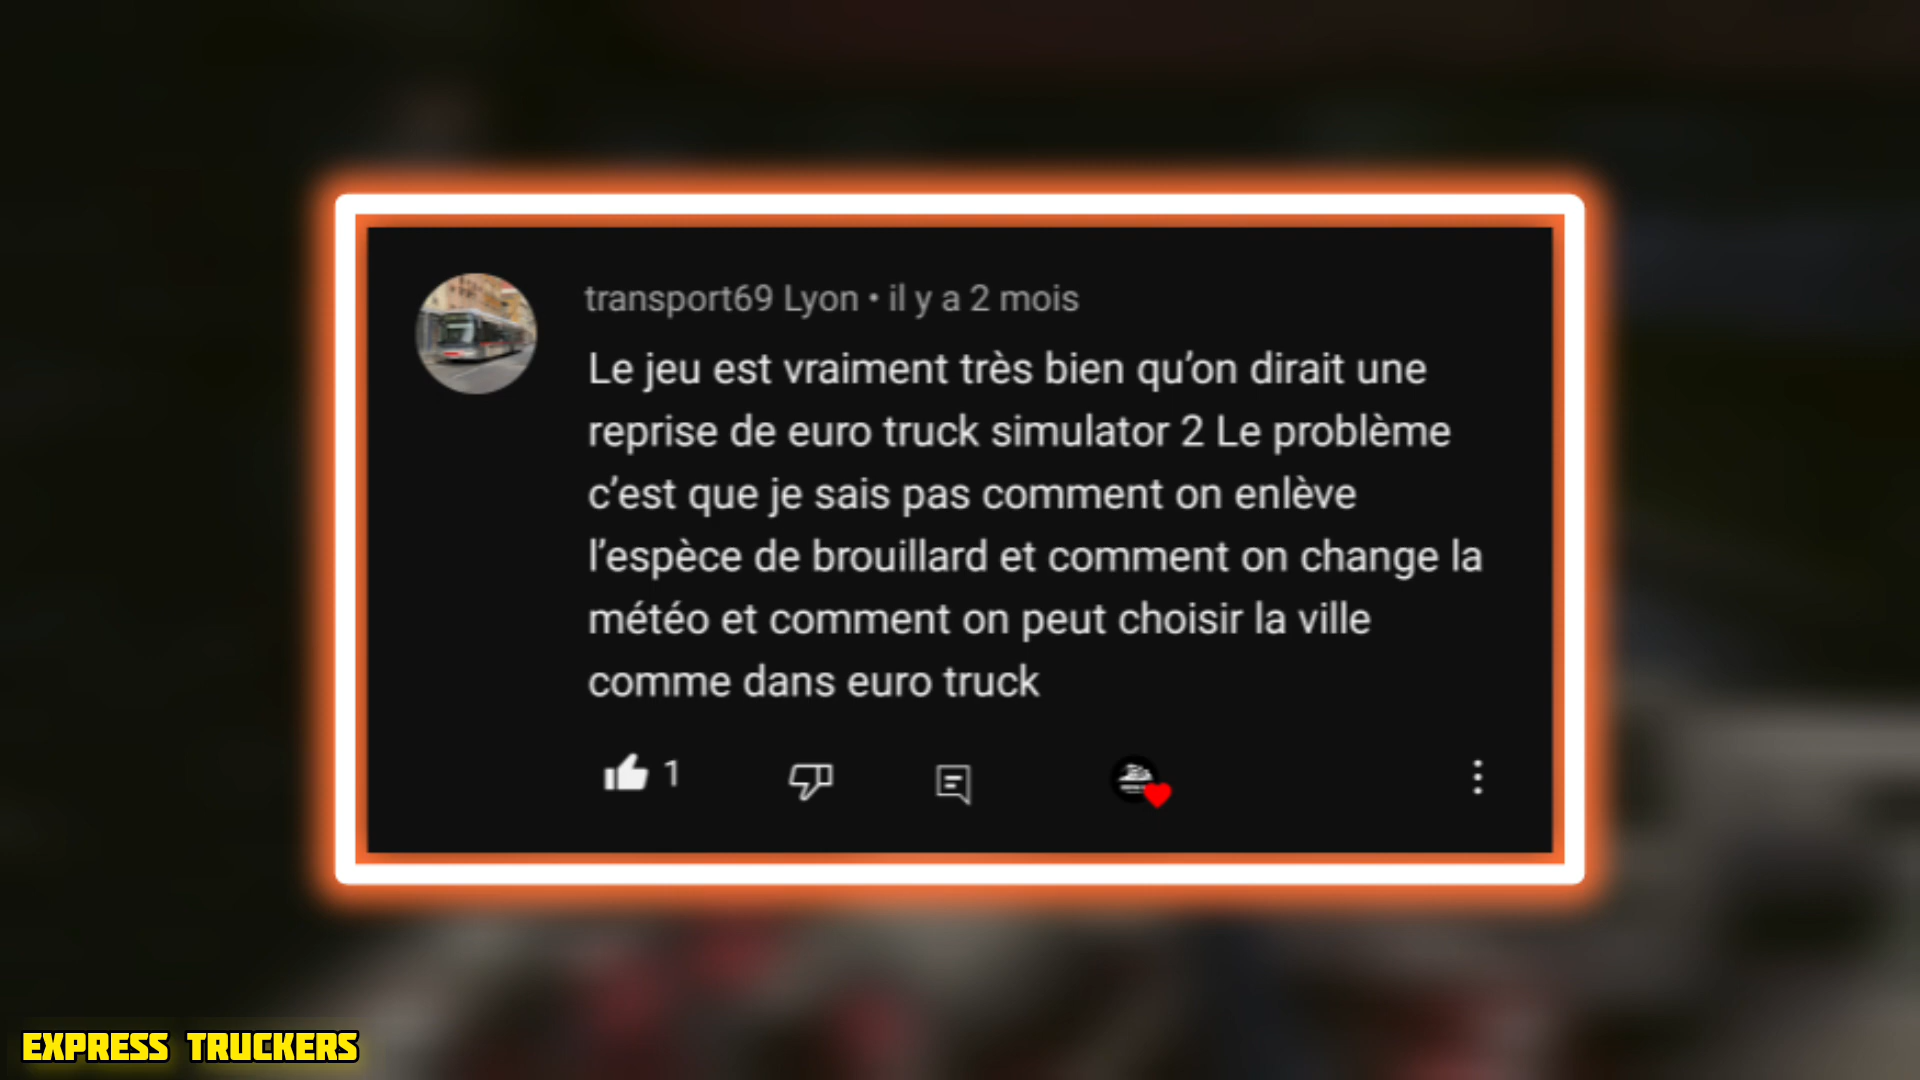 transport69 Lyon • il y a 2 mois
Le jeu est vraiment très bien qu’on dirait une
reprise de euro truck simulator 2 Le problème
c’est que je sais pas comment on enlève
l’espèce de brouillard et comment on change la
météo et comment on peut choisir la ville
comme dans euro truck
1
EXPRESS TRUCKERS